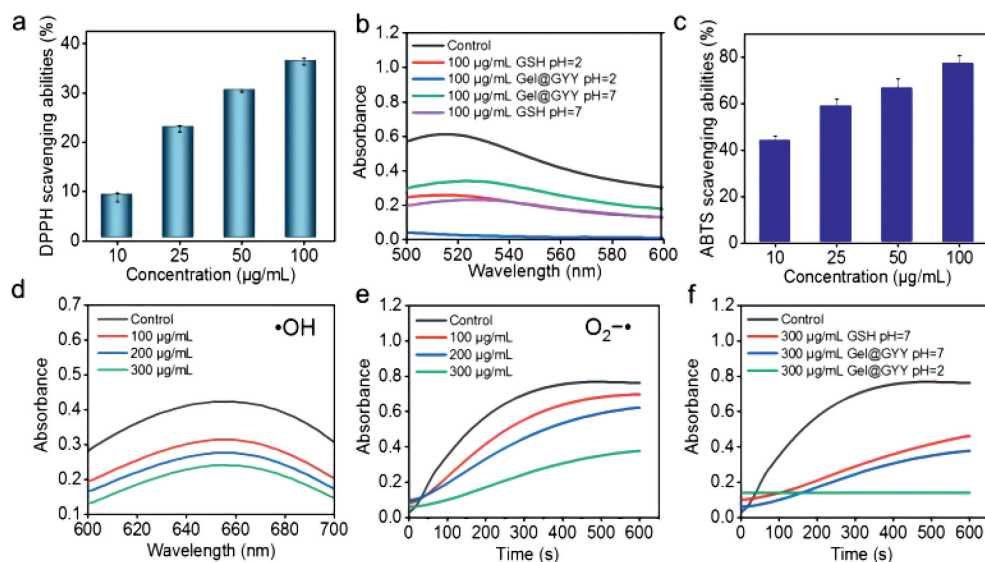 a
DPPH scavenging abilities (%)
40
30
20
10
0
10 25 50 100
Concentration (μg/mL)
b
Absorbance
1.0
0.8
0.6
0.4
0.2
0.0
Control
100 μg/mL GSH pH=2
100 μg/mL Gel@GYY pH=2
100 μg/mL Gel@GYY pH=7
100 μg/mL GSH pH=7
500 520 540 560 580 600
Wavelength (nm)
c
ABTS scavenging abilities (%)
80
60
40
20
0
10 25 50 100
Concentration (μg/mL)
d
Absorbance
0.7
0.6
0.5
0.4
0.3
0.2
0.1
Control
100 μg/mL
200 μg/mL
300 μg/mL
•OH
600 620 640 660 680 700
Wavelength (nm)
e
Absorbance
1.2
1.0
0.8
0.6
0.4
0.2
0.0
Control
100 μg/mL
200 μg/mL
300 μg/mL
O₂−•
0 100 200 300 400 500 600
Time (s)
f
Absorbance
1.2
1.0
0.8
0.6
0.4
0.2
0.0
Control
300 μg/mL GSH pH=7
300 μg/mL Gel@GYY pH=7
300 μg/mL Gel@GYY pH=2
0 100 200 300 400 500 600
Time (s)